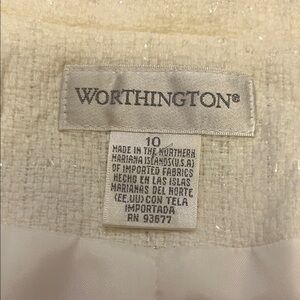 WORTHINGTON®
10
MADE IN THE NORTHERN
MARIANA ISLANDS(U.S.A)
OF IMPORTED FABRICS
HECHO EN LAS ISLAS
MARIANAS DEL NORTE
(EE.UU) CON TELA
IMPORTADA
RN 93677